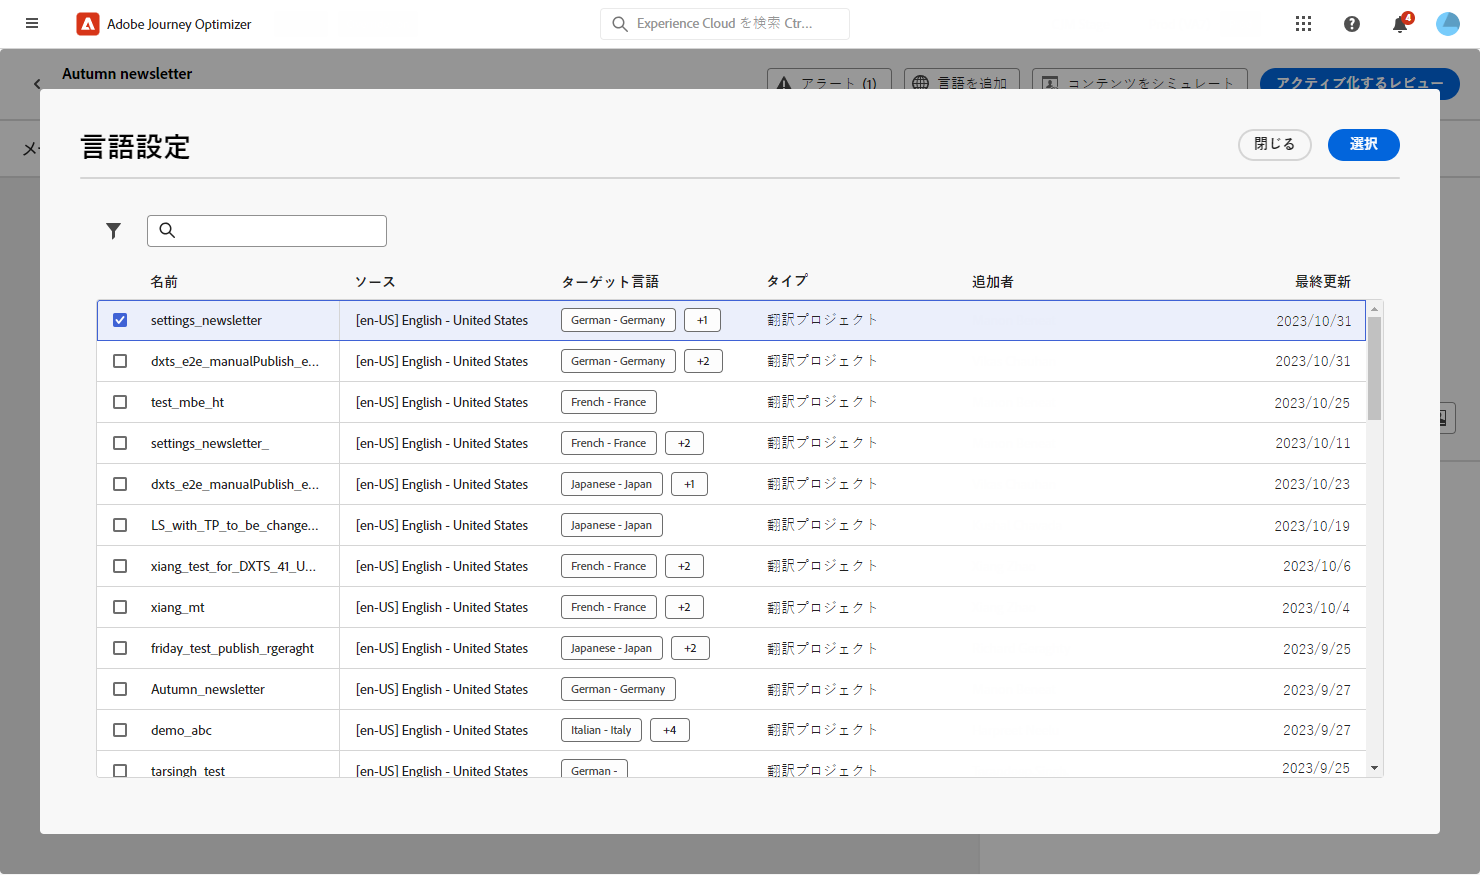 Adobe Journey Optimizer
Experience Cloud を検索 Ctr...
4
Autumn newsletter
アラート (1)
言語を追加
コンテンツをシミュレート
アクティブ化するレビュー
言語設定
閉じる
選択
名前 ソース ターゲット言語 タイプ 追加者 最終更新
settings_newsletter [en-US] English - United States German - Germany +1 翻訳プロジェクト 2023/10/31
dxts_e2e_manualPublish_e... [en-US] English - United States German - Germany +2 翻訳プロジェクト 2023/10/31
test_mbe_ht [en-US] English - United States French - France 翻訳プロジェクト 2023/10/25
settings_newsletter_ [en-US] English - United States French - France +2 翻訳プロジェクト 2023/10/11
dxts_e2e_manualPublish_e... [en-US] English - United States Japanese - Japan +1 翻訳プロジェクト 2023/10/23
LS_with_TP_to_be_change... [en-US] English - United States Japanese - Japan 翻訳プロジェクト 2023/10/19
xiang_test_for_DXTS_41_U... [en-US] English - United States French - France +2 翻訳プロジェクト 2023/10/6
xiang_mt [en-US] English - United States French - France +2 翻訳プロジェクト 2023/10/4
friday_test_publish_rgeraght [en-US] English - United States Japanese - Japan +2 翻訳プロジェクト 2023/9/25
Autumn_newsletter [en-US] English - United States German - Germany 翻訳プロジェクト 2023/9/27
demo_abc [en-US] English - United States Italian - Italy +4 翻訳プロジェクト 2023/9/27
tarsingh_test [en-US] English - United States German - 翻訳プロジェクト 2023/9/25